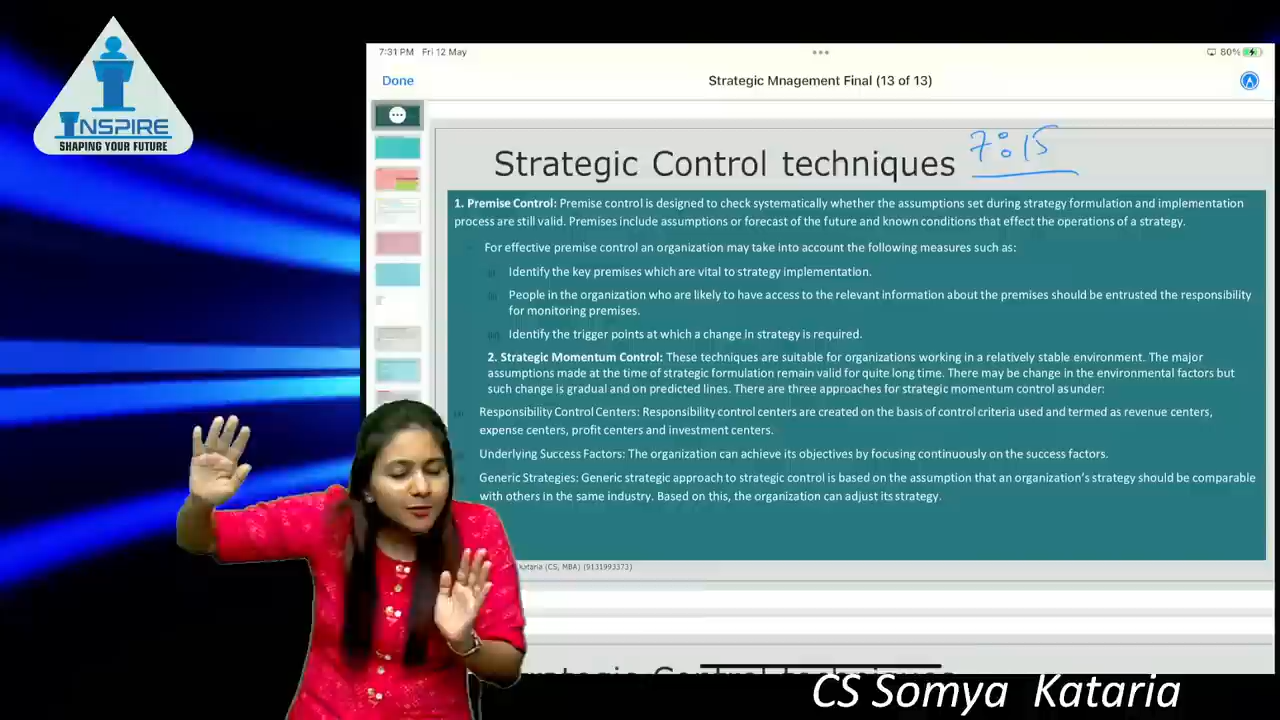 INSPIRE
SHAPING YOUR FUTURE
7:31 PM Fri 12 May
80%
Done
Strategic Mnagement Final (13 of 13)
Strategic Control techniques 7:15
1. Premise Control: Premise control is designed to check systematically whether the assumptions set during strategy formulation and implementation
process are still valid. Premises include assumptions or forecast of the future and known conditions that effect the operations of a strategy.
For effective premise control an organization may take into account the following measures such as:
Identify the key premises which are vital to strategy implementation.
People in the organization who are likely to have access to the relevant information about the premises should be entrusted the responsibility
for monitoring premises.
Identify the trigger points at which a change in strategy is required.
2. Strategic Momentum Control: These techniques are suitable for organizations working in a relatively stable environment. The major
assumptions made at the time of strategic formulation remain valid for quite long time. There may be change in the environmental factors but
such change is gradual and on predicted lines. There are three approaches for strategic momentum control as under:
Responsibility Control Centers: Responsibility control centers are created on the basis of control criteria used and termed as revenue centers,
expense centers, profit centers and investment centers.
Underlying Success Factors: The organization can achieve its objectives by focusing continuously on the success factors.
Generic Strategies: Generic strategic approach to strategic control is based on the assumption that an organization's strategy should be comparable
with others in the same industry. Based on this, the organization can adjust its strategy.
kataria (CS, MBA) (9131993373)
Strategic Control techniques
CS Somya Kataria